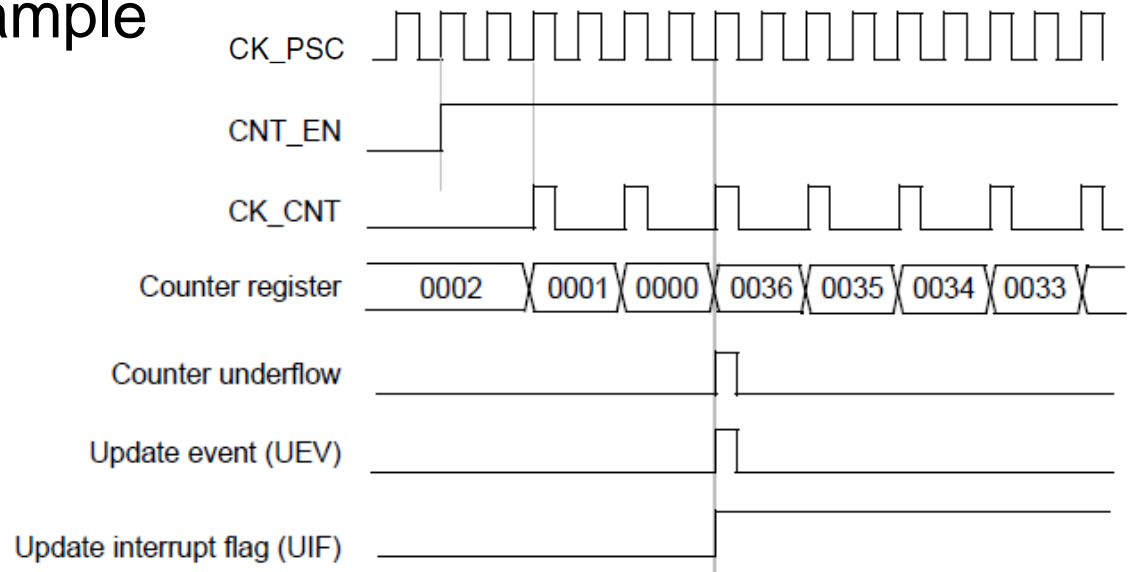 ample
CK_PSC
CNT_EN
CK_CNT
Counter register 0002 0001 0000 0036 0035 0034 0033
Counter underflow
Update event (UEV)
Update interrupt flag (UIF)